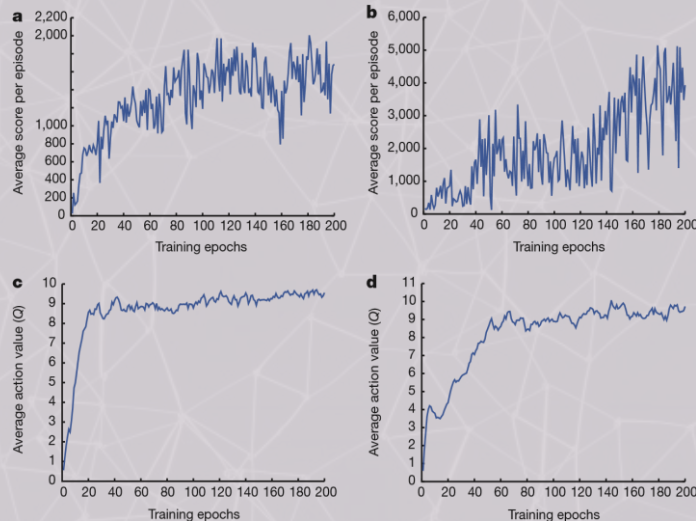 a
Average score per episode
2,200
2,000
1,000
800
600
400
200
0
0 20 40 60 80 100 120 140 160 180 200
Training epochs
b
Average score per episode
6,000
5,000
4,000
3,000
2,000
1,000
0
0 20 40 60 80 100 120 140 160 180 200
Training epochs
c
Average action value (Q)
10
9
8
7
6
5
4
3
2
1
0
0 20 40 60 80 100 120 140 160 180 200
Training epochs
d
Average action value (Q)
11
10
9
8
7
6
5
4
3
2
1
0
0 20 40 60 80 100 120 140 160 180 200
Training epochs